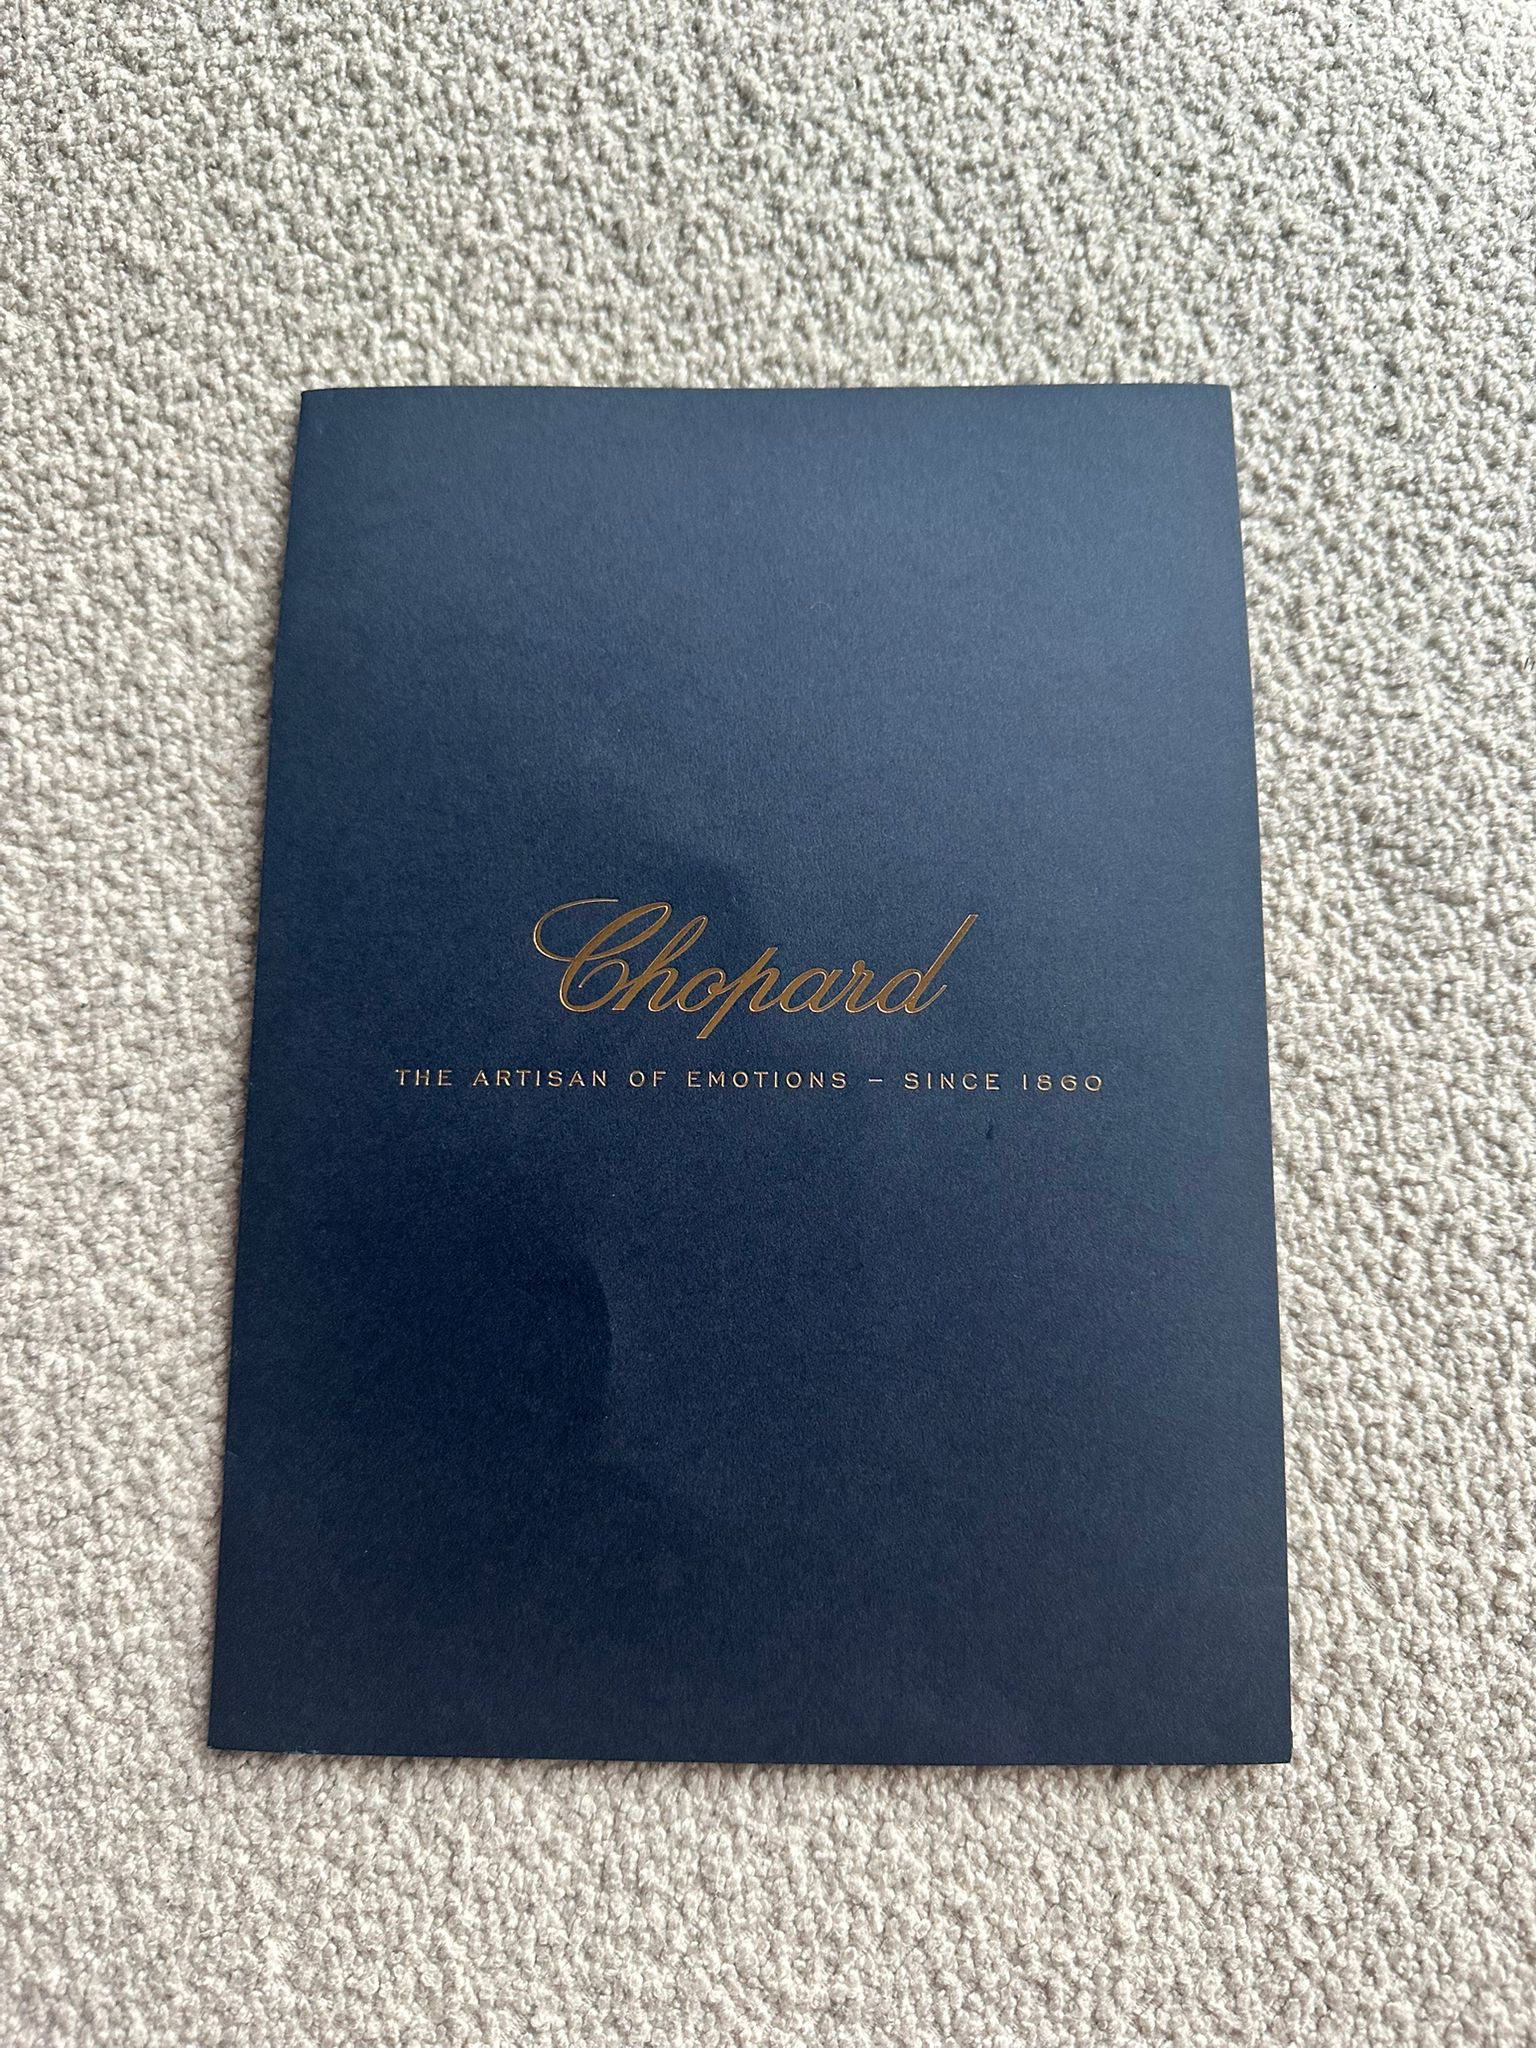 Chopard
THE ARTISAN OF EMOTIONS – SINCE 1860